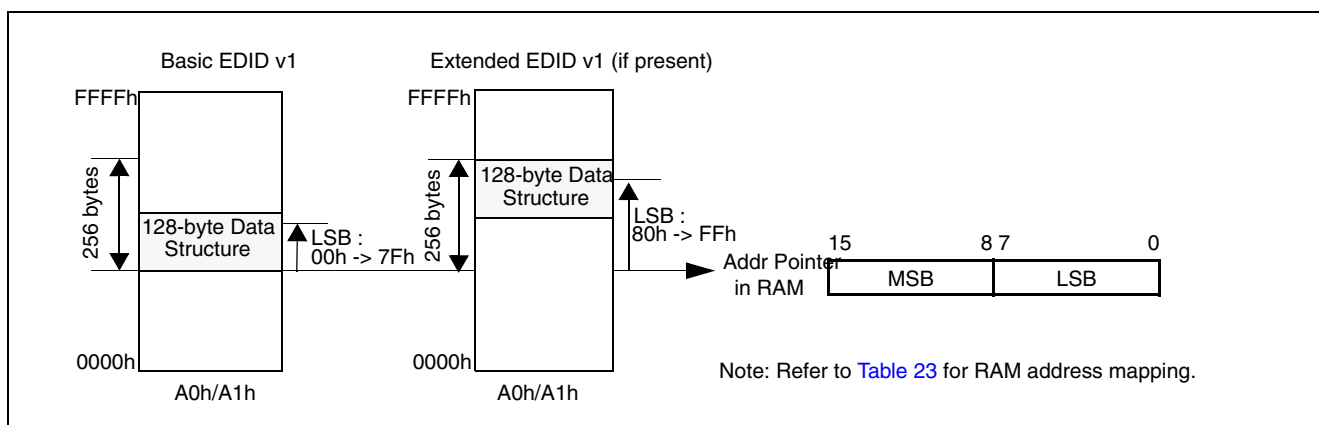 Basic EDID v1
FFFFh
256 bytes
128-byte Data
Structure
LSB :
00h -> 7Fh
0000h
A0h/A1h
Extended EDID v1 (if present)
FFFFh
256 bytes
128-byte Data
Structure
LSB :
80h -> FFh
0000h
A0h/A1h
Addr Pointer
in RAM
15 8 7 0
MSB LSB
Note: Refer to Table 23 for RAM address mapping.